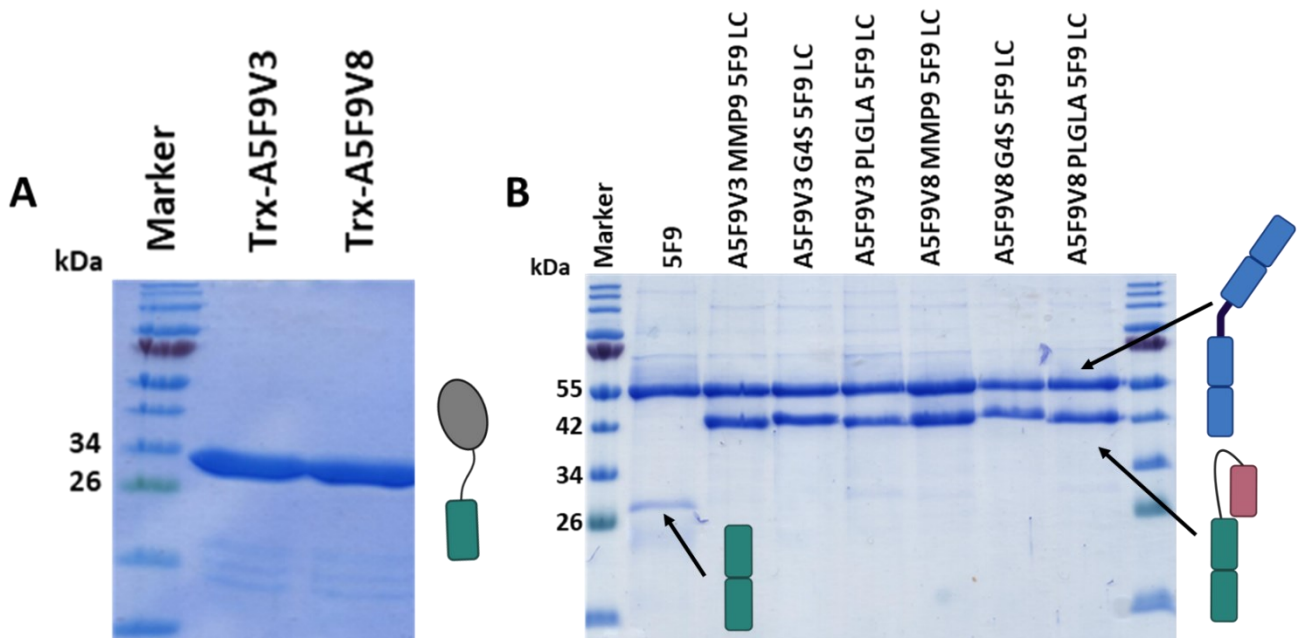 A
kDa
Marker
Trx-A5F9V3
Trx-A5F9V8
34
26
B
kDa
Marker
5F9
A5F9V3 MMP9 5F9 LC
A5F9V3 G4S 5F9 LC
A5F9V3 PLGLA 5F9 LC
A5F9V8 MMP9 5F9 LC
A5F9V8 G4S 5F9 LC
A5F9V8 PLGLA 5F9 LC
55
42
34
26